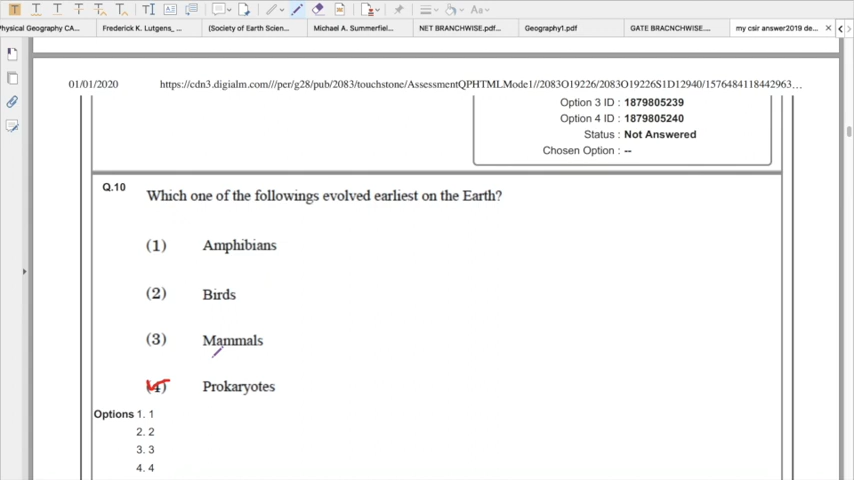 Physical Geography CA...
Frederick K. Lutgens,_ ...
(Society of Earth Scien...
Michael A. Summerfiel...
NET BRANCHWISE.pdf...
Geography1.pdf
GATE BRACNCHWISE....
my csir answer2019 de...
01/01/2020
https://cdn3.digialm.com///per/g28/pub/2083/touchstone/AssessmentQPHTMLMode1//2083O19226/2083O19226S1D12940/1576484118442963...
Option 3 ID : 1879805239
Option 4 ID : 1879805240
Status : Not Answered
Chosen Option : --
Q.10
Which one of the followings evolved earliest on the Earth?
(1) Amphibians
(2) Birds
(3) Mammals
(4) Prokaryotes
Options 1. 1
2. 2
3. 3
4. 4